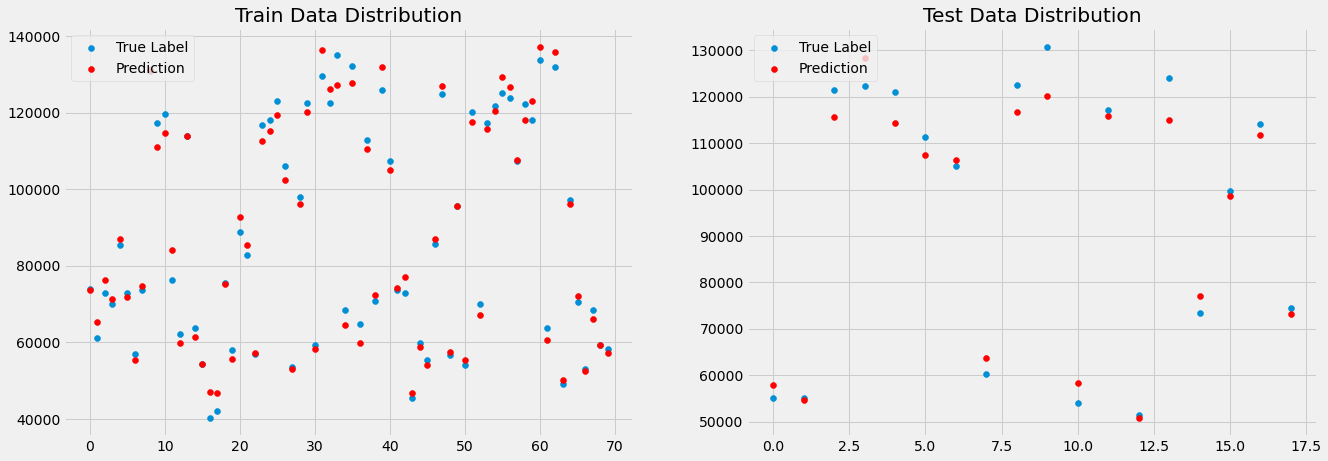 Train Data Distribution
True Label
Prediction
140000
120000
100000
80000
60000
40000
0 10 20 30 40 50 60 70
Test Data Distribution
True Label
Prediction
130000
120000
110000
100000
90000
80000
70000
60000
50000
0.0 2.5 5.0 7.5 10.0 12.5 15.0 17.5